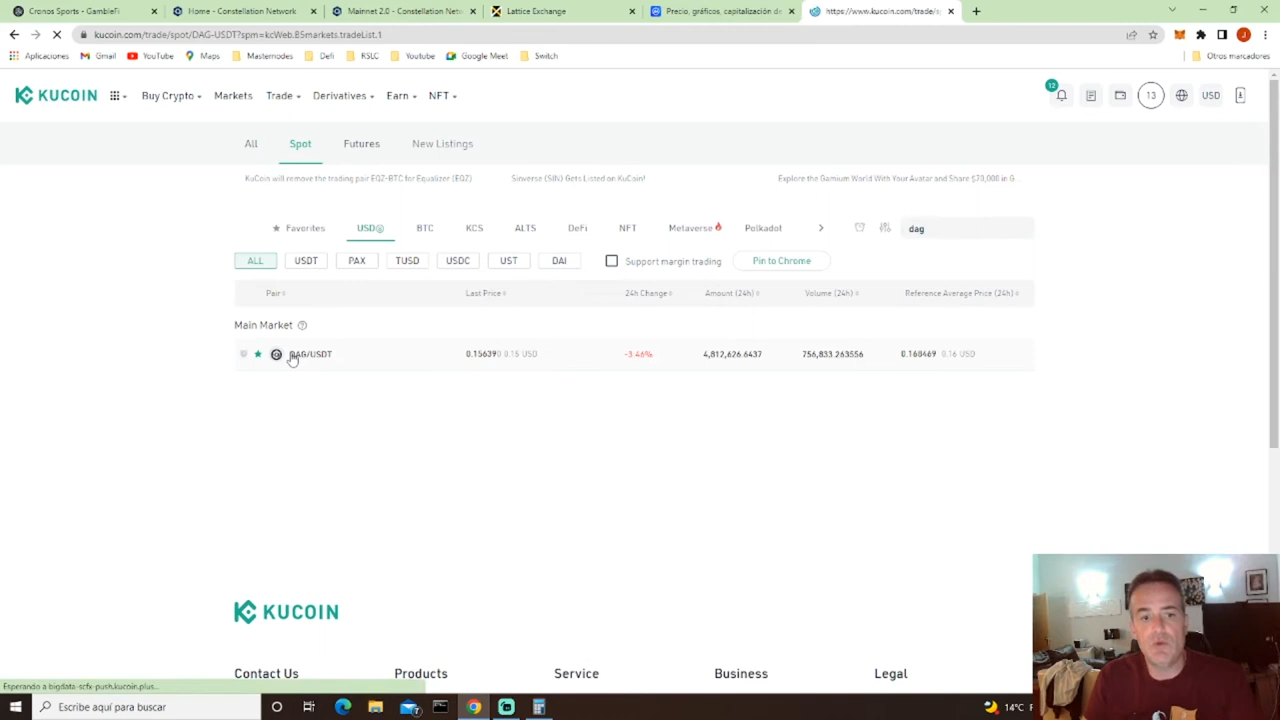 Cronos Sports - GambleFi
Home - Constellation Network
Mainnet 2.0 - Constellation Netw
Lattice Exchange
Precio, gráficos, capitalización de
https://www.kucoin.com/trade/sp
kucoin.com/trade/spot/DAG-USDT?spm=kcWeb.B5markets.tradeList.1
Aplicaciones
Gmail
YouTube
Maps
Masternodes
Defi
KSLC
Youtube
Google Meet
Switch
Otros marcadores
KUCOIN
Buy Crypto
Markets
Trade
Derivatives
Earn
NFT
12
13
USD
All
Spot
Futures
New Listings
KuCoin will remove the trading pair EQZ-BTC for Equalizer (EQZ)
Sinverse (SIN) Gets Listed on KuCoin!
Explore the Gamium World With Your Avatar and Share $70,000 in G...
Favorites
USDⓈ
BTC
KCS
ALTS
DeFi
NFT
Metaverse
Polkadot
dag
ALL
USDT
PAX
TUSD
USDC
UST
DAI
Support margin trading
Pin to Chrome
Pair
Last Price
24h Change
Amount (24h)
Volume (24h)
Reference Average Price (24h)
Main Market
DAG/USDT
0.156390 0.15 USD
-3.46%
4,812,626.6437
756,833.263556
0.160469 0.16 USD
KUCOIN
Contact Us
Products
Service
Business
Legal
Esperando a bigdata-scfx-push.kucoin.plus...
Escribe aquí para buscar
7
14°C